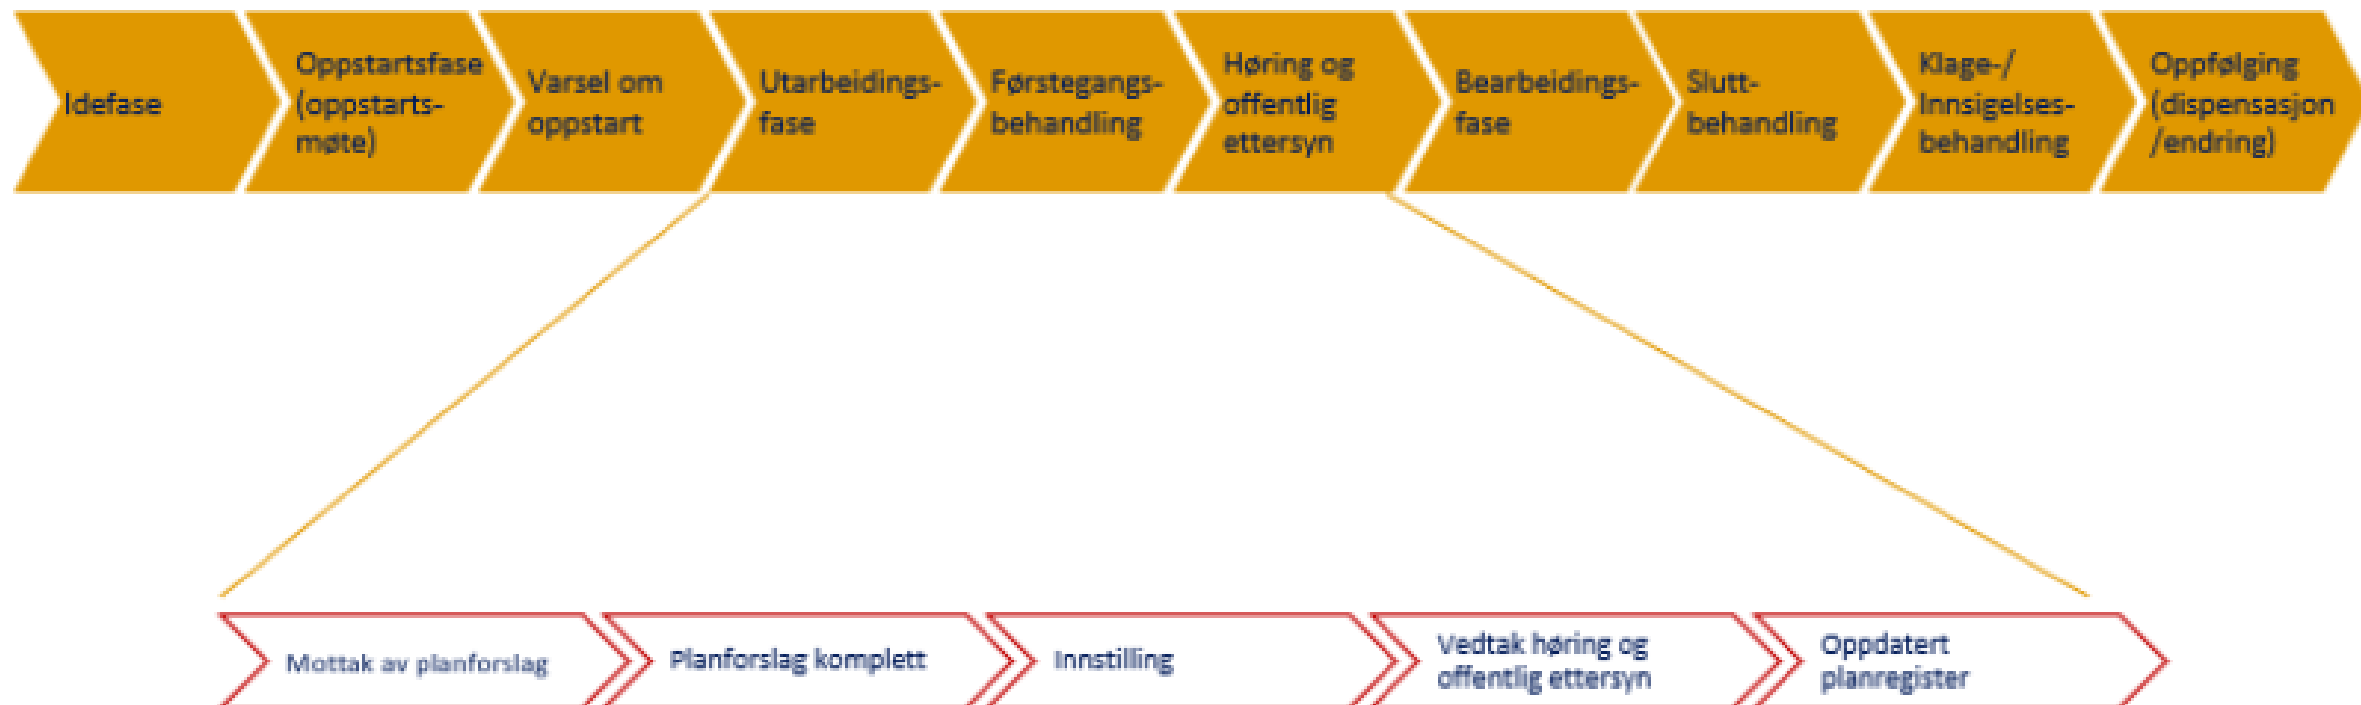 Idefase
Oppstartsfase
(oppstarts-
møte)
Varsel om
oppstart
Utarbeidings-
fase
Førstegangs-
behandling
Høring og
offentlig
ettersyn
Bearbeidings-
fase
Slutt-
behandling
Klage-/
Innsigelses-
behandling
Oppfølging
(dispensasjon
/endring)
Mottak av planforslag
Planforslag komplett
Innstilling
Vedtak høring og
offentlig ettersyn
Oppdatert
planregister